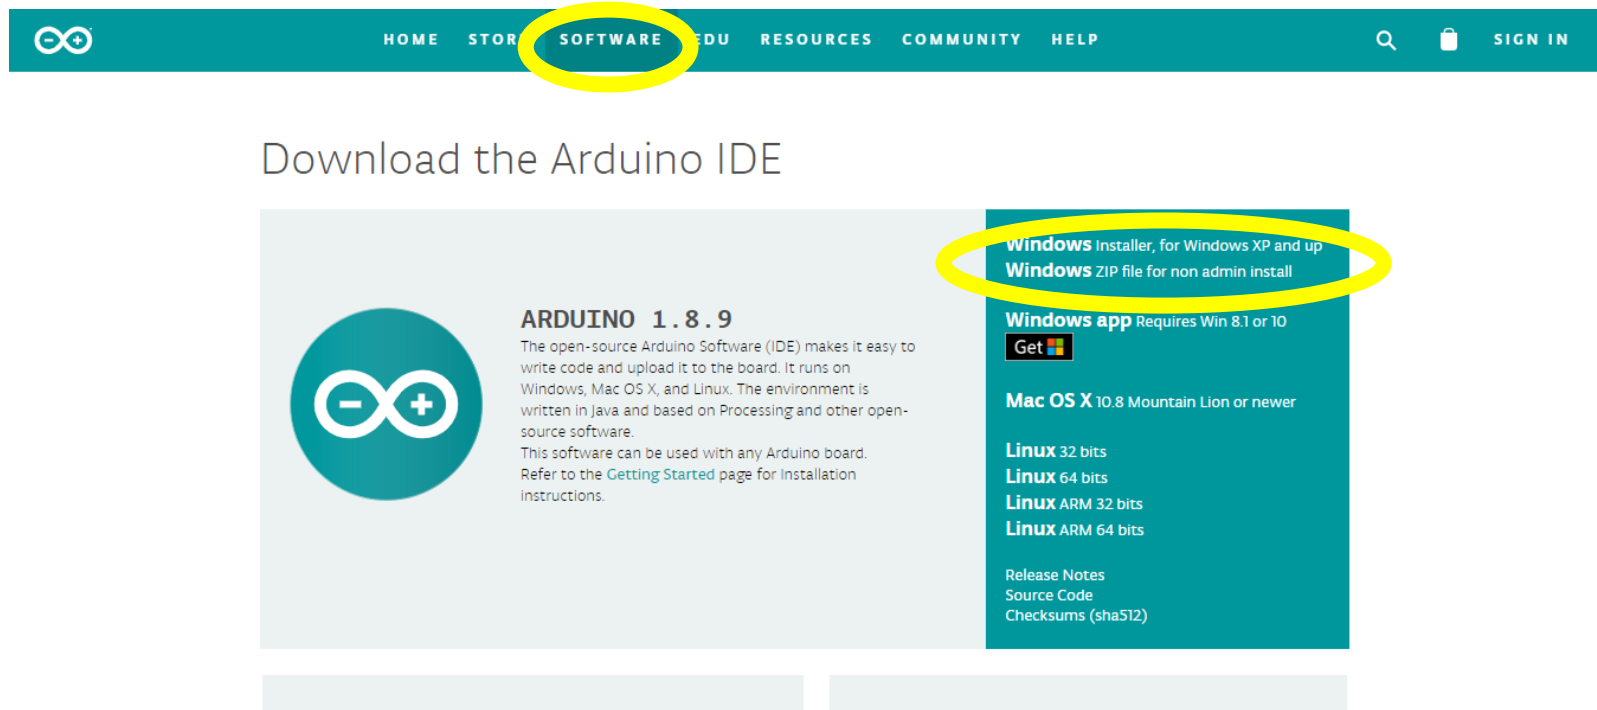 HOME STORE SOFTWARE EDU RESOURCES COMMUNITY HELP SIGN IN
Download the Arduino IDE
ARDUINO 1.8.9
The open-source Arduino Software (IDE) makes it easy to
write code and upload it to the board. It runs on
Windows, Mac OS X, and Linux. The environment is
written in Java and based on Processing and other open-
source software.
This software can be used with any Arduino board.
Refer to the Getting Started page for Installation
instructions.
Windows Installer, for Windows XP and up
Windows ZIP file for non admin install
Windows app Requires Win 8.1 or 10
Get
Mac OS X 10.8 Mountain Lion or newer
Linux 32 bits
Linux 64 bits
Linux ARM 32 bits
Linux ARM 64 bits
Release Notes
Source Code
Checksums (sha512)